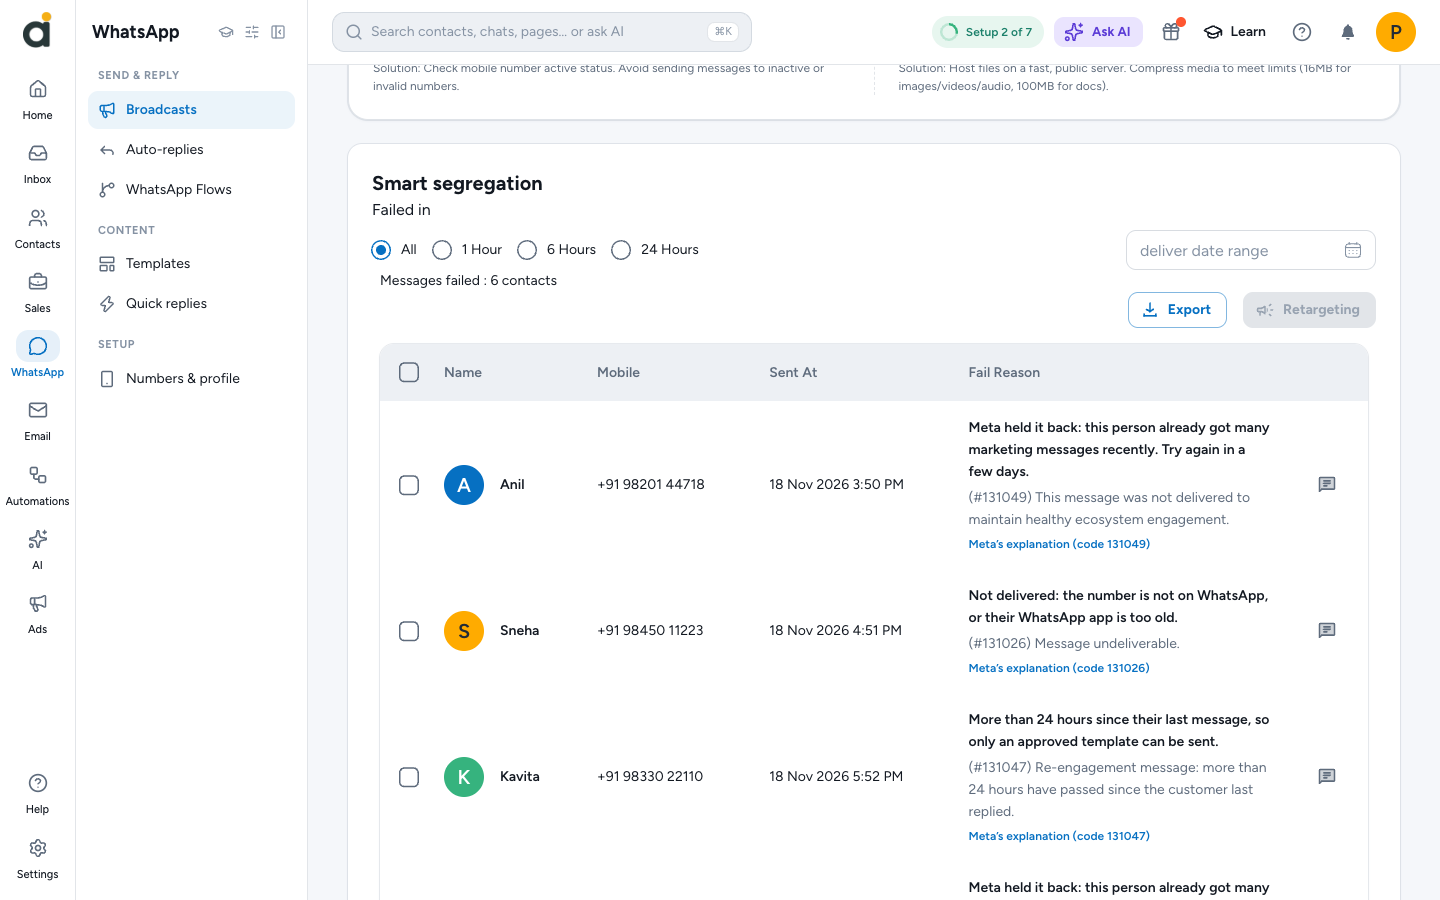 WhatsApp
Search contacts, chats, pages... or ask AI
⌘K
Setup 2 of 7
Ask AI
Learn
P
Home
Inbox
Contacts
Sales
WhatsApp
Email
Automations
AI
Ads
Help
Settings
SEND & REPLY
Broadcasts
Auto-replies
WhatsApp Flows
CONTENT
Templates
Quick replies
SETUP
Numbers & profile
Solution: Check mobile number active status. Avoid sending messages to inactive or
invalid numbers.
Solution: Host files on a fast, public server. Compress media to meet limits (16MB for
images/videos/audio, 100MB for docs).
Smart segregation
Failed in
All
1 Hour
6 Hours
24 Hours
deliver date range
Messages failed : 6 contacts
Export
Retargeting
Name
Mobile
Sent At
Fail Reason
A
Anil
+91 98201 44718
18 Nov 2026 3:50 PM
Meta held it back: this person already got many
marketing messages recently. Try again in a
few days.
(#131049) This message was not delivered to
maintain healthy ecosystem engagement.
Meta's explanation (code 131049)
S
Sneha
+91 98450 11223
18 Nov 2026 4:51 PM
Not delivered: the number is not on WhatsApp,
or their WhatsApp app is too old.
(#131026) Message undeliverable.
Meta's explanation (code 131026)
K
Kavita
+91 98330 22110
18 Nov 2026 5:52 PM
More than 24 hours since their last message, so
only an approved template can be sent.
(#131047) Re-engagement message: more than
24 hours have passed since the customer last
replied.
Meta's explanation (code 131047)
Meta held it back: this person already got many